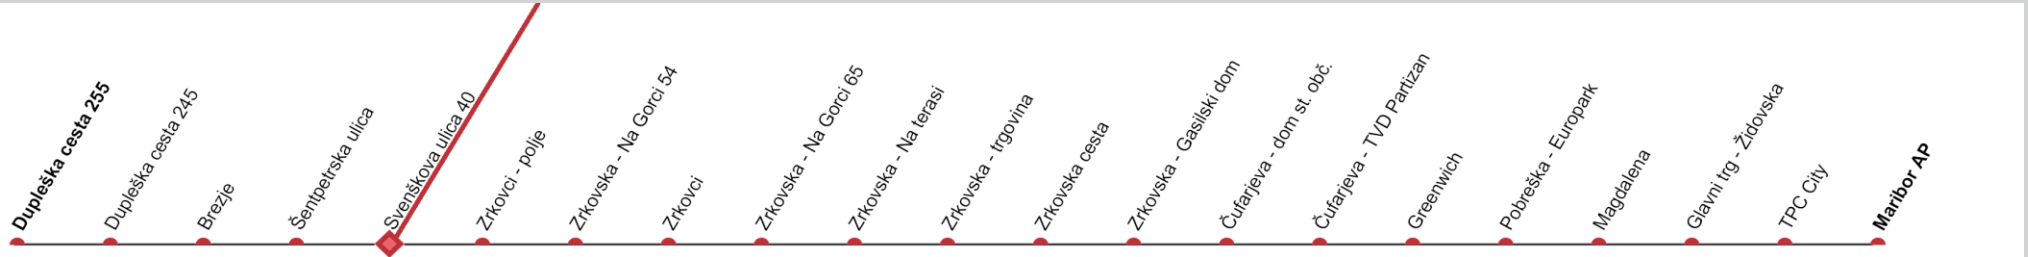 Dupleška cesta 255
Dupleška cesta 245
Brezje
Šentpetrska ulica
Svenškova ulica 40
Zrkovci - polje
Zrkovska - Na Gorci 54
Zrkovci
Zrkovska - Na Gorci 65
Zrkovska - Na terasi
Zrkovska - trgovina
Zrkovska cesta
Zrkovska - Gasilski dom
Čufarjeva - dom st. obč.
Čufarjeva - TVD Partizan
Greenwich
Pobreška - Europark
Magdalena
Glavni trg - Židovska
TPC City
Maribor AP